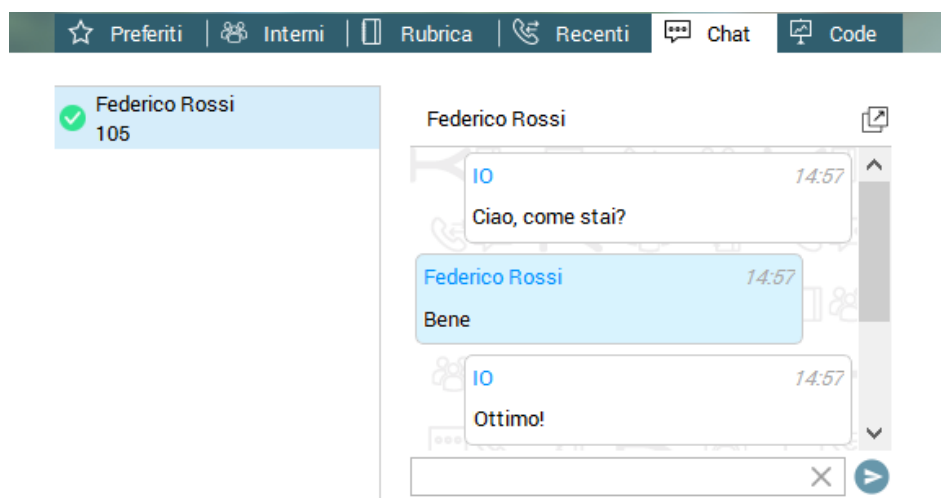 Preferiti Interni Rubrica Recenti Chat Code
Federico Rossi
105
Federico Rossi
IO 14:57
Ciao, come stai?
Federico Rossi 14:57
Bene
IO 14:57
Ottimo!